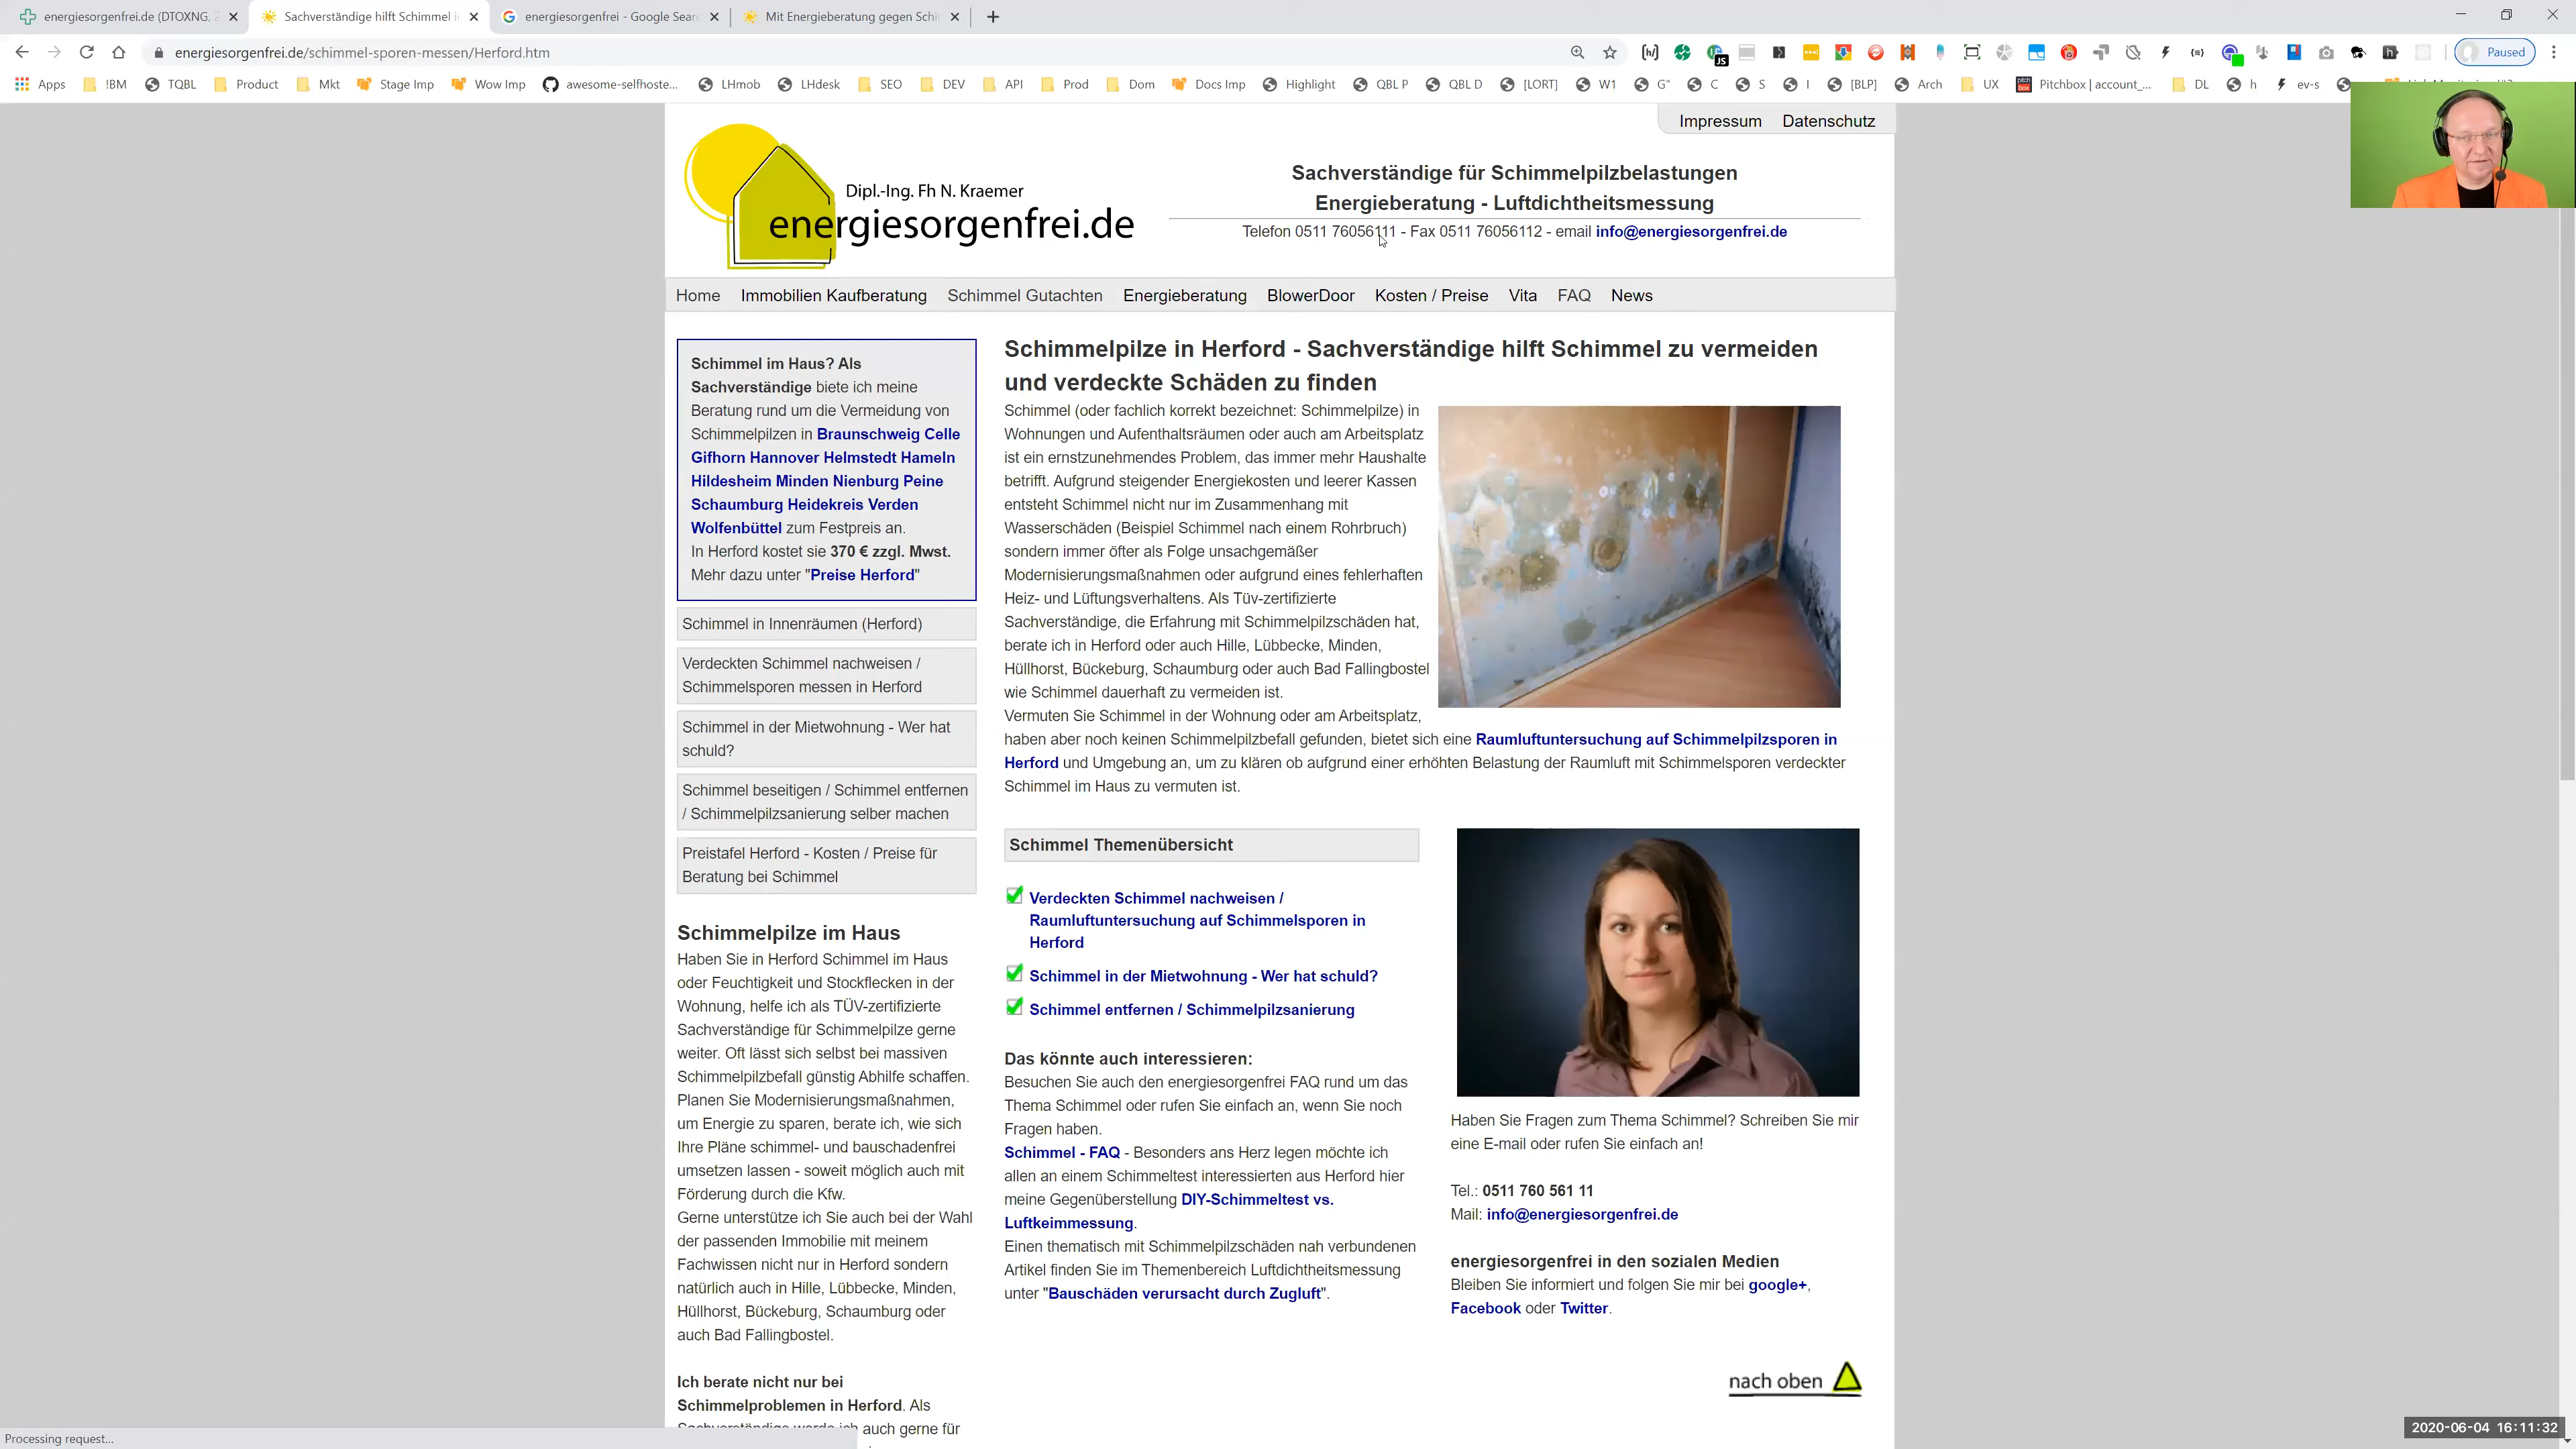 energiesorgenfrei.de (DTOXNG, 2
Sachverständige hilft Schimmel i
energiesorgenfrei - Google Sear
Mit Energieberatung gegen Schi
energiesorgenfrei.de/schimmel-sporen-messen/Herford.htm
Paused
Apps !BM TQBL Product Mkt Stage Imp Wow Imp awesome-selfhoste... LHmob LHdesk SEO DEV API Prod Dom Docs Imp Highlight QBL P QBL D [LORT] W1 G" C S I [BLP] Arch UX Pitchbox | account_... DL h ev-s
Impressum Datenschutz
Dipl.-Ing. Fh N. Kraemer
energiesorgenfrei.de
Sachverständige für Schimmelpilzbelastungen
Energieberatung - Luftdichtheitsmessung
Telefon 0511 76056111 - Fax 0511 76056112 - email info@energiesorgenfrei.de
Home Immobilien Kaufberatung Schimmel Gutachten Energieberatung BlowerDoor Kosten / Preise Vita FAQ News
Schimmel im Haus? Als
Sachverständige biete ich meine
Beratung rund um die Vermeidung von
Schimmelpilzen in Braunschweig Celle
Gifhorn Hannover Helmstedt Hameln
Hildesheim Minden Nienburg Peine
Schaumburg Heidekreis Verden
Wolfenbüttel zum Festpreis an.
In Herford kostet sie 370 € zzgl. Mwst.
Mehr dazu unter "Preise Herford"
Schimmel in Innenräumen (Herford)
Verdeckten Schimmel nachweisen /
Schimmelsporen messen in Herford
Schimmel in der Mietwohnung - Wer hat
schuld?
Schimmel beseitigen / Schimmel entfernen
/ Schimmelpilzsanierung selber machen
Preistafel Herford - Kosten / Preise für
Beratung bei Schimmel
Schimmelpilze im Haus
Haben Sie in Herford Schimmel im Haus
oder Feuchtigkeit und Stockflecken in der
Wohnung, helfe ich als TÜV-zertifizierte
Sachverständige für Schimmelpilze gerne
weiter. Oft lässt sich selbst bei massiven
Schimmelpilzbefall günstig Abhilfe schaffen.
Planen Sie Modernisierungsmaßnahmen,
um Energie zu sparen, berate ich, wie sich
Ihre Pläne schimmel- und bauschadenfrei
umsetzen lassen - soweit möglich auch mit
Förderung durch die Kfw.
Gerne unterstütze ich Sie auch bei der Wahl
der passenden Immobilie mit meinem
Fachwissen nicht nur in Herford sondern
natürlich auch in Hille, Lübbecke, Minden,
Hüllhorst, Bückeburg, Schaumburg oder
auch Bad Fallingbostel.
Ich berate nicht nur bei
Schimmelproblemen in Herford. Als
Sachverständige werde ich auch gerne für
Schimmelpilze in Herford - Sachverständige hilft Schimmel zu vermeiden
und verdeckte Schäden zu finden
Schimmel (oder fachlich korrekt bezeichnet: Schimmelpilze) in
Wohnungen und Aufenthaltsräumen oder auch am Arbeitsplatz
ist ein ernstzunehmendes Problem, das immer mehr Haushalte
betrifft. Aufgrund steigender Energiekosten und leerer Kassen
entsteht Schimmel nicht nur im Zusammenhang mit
Wasserschäden (Beispiel Schimmel nach einem Rohrbruch)
sondern immer öfter als Folge unsachgemäßer
Modernisierungsmaßnahmen oder aufgrund eines fehlerhaften
Heiz- und Lüftungsverhaltens. Als Tüv-zertifizierte
Sachverständige, die Erfahrung mit Schimmelpilzschäden hat,
berate ich in Herford oder auch Hille, Lübbecke, Minden,
Hüllhorst, Bückeburg, Schaumburg oder auch Bad Fallingbostel
wie Schimmel dauerhaft zu vermeiden ist.
Vermuten Sie Schimmel in der Wohnung oder am Arbeitsplatz,
haben aber noch keinen Schimmelpilzbefall gefunden, bietet sich eine Raumluftuntersuchung auf Schimmelpilzsporen in
Herford und Umgebung an, um zu klären ob aufgrund einer erhöhten Belastung der Raumluft mit Schimmelsporen verdeckter
Schimmel im Haus zu vermuten ist.
Schimmel Themenübersicht
Verdeckten Schimmel nachweisen /
Raumluftuntersuchung auf Schimmelsporen in
Herford
Schimmel in der Mietwohnung - Wer hat schuld?
Schimmel entfernen / Schimmelpilzsanierung
Das könnte auch interessieren:
Besuchen Sie auch den energiesorgenfrei FAQ rund um das
Thema Schimmel oder rufen Sie einfach an, wenn Sie noch
Fragen haben.
Schimmel - FAQ - Besonders ans Herz legen möchte ich
allen an einem Schimmeltest interessierten aus Herford hier
meine Gegenüberstellung DIY-Schimmeltest vs.
Luftkeimmessung.
Einen thematisch mit Schimmelpilzschäden nah verbundenen
Artikel finden Sie im Themenbereich Luftdichtheitsmessung
unter "Bauschäden verursacht durch Zugluft".
Haben Sie Fragen zum Thema Schimmel? Schreiben Sie mir
eine E-mail oder rufen Sie einfach an!
Tel.: 0511 760 561 11
Mail: info@energiesorgenfrei.de
energiesorgenfrei in den sozialen Medien
Bleiben Sie informiert und folgen Sie mir bei google+,
Facebook oder Twitter.
nach oben
Processing request...
2020-06-04 16:11:32